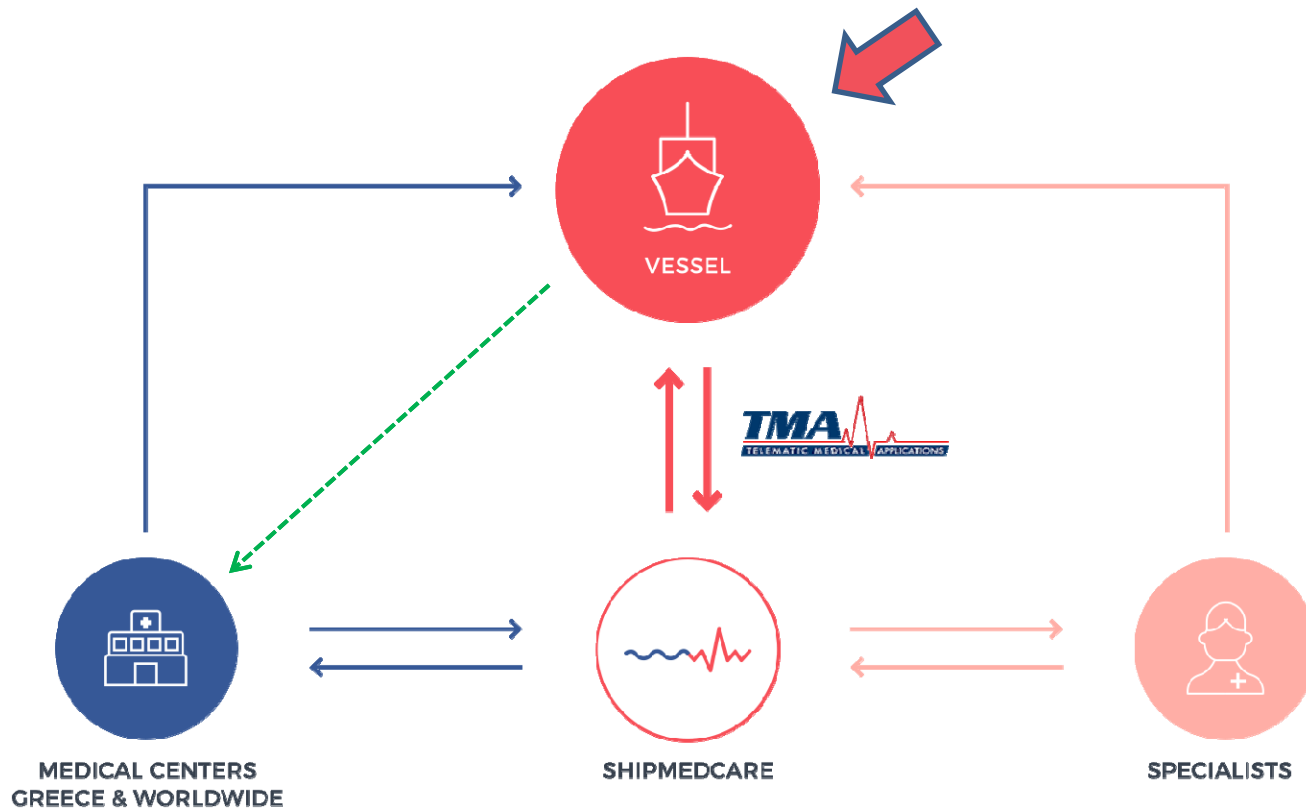 VESSEL
TMA
TELEMATIC MEDICAL APPLICATIONS
MEDICAL CENTERS
GREECE & WORLDWIDE
SHIPMEDCARE
SPECIALISTS